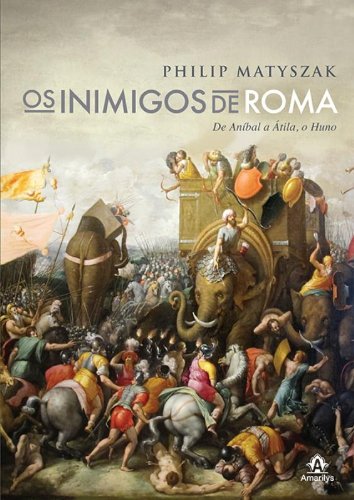 PHILIP MATYSZAK
OS INIMIGOS DE ROMA
De Aníbal a Átila, o Huno
A
Amarilys